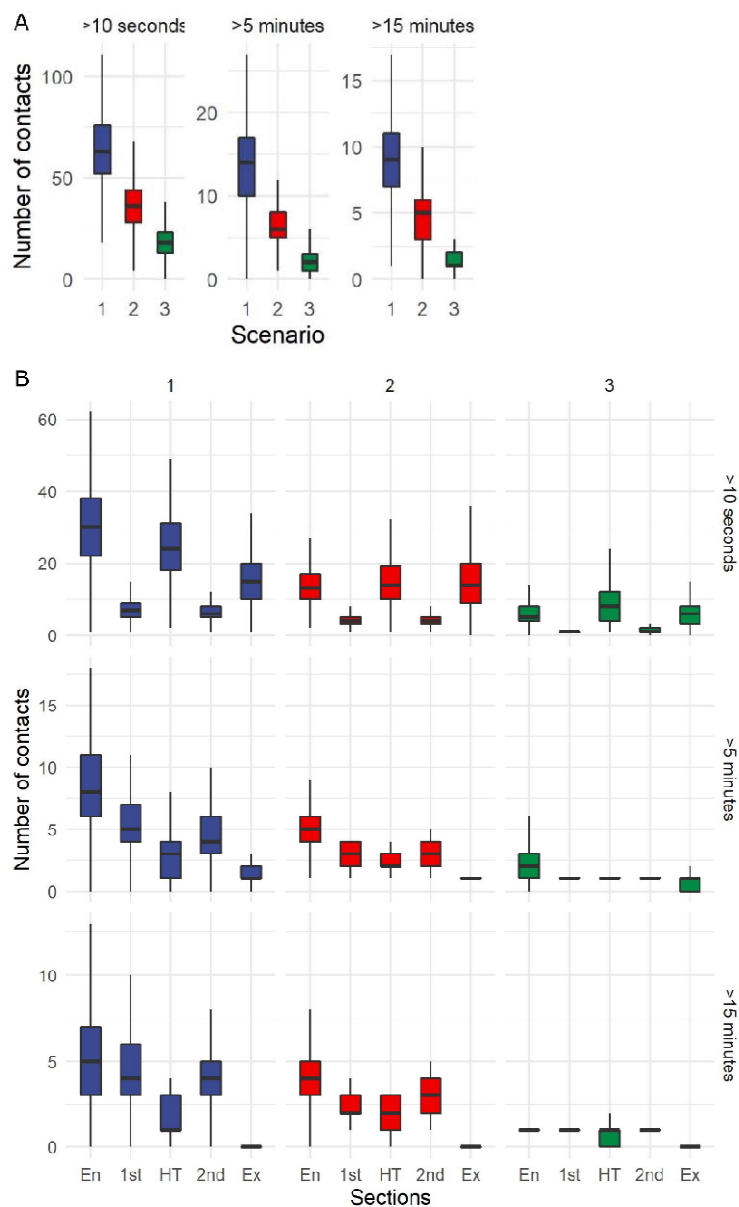 A
>10 seconds >5 minutes >15 minutes
Number of contacts
100
50
0
20
10
0
15
10
5
0
1 2 3 1 2 3 1 2 3
Scenario
B
1 2 3
Number of contacts
60
40
20
0
>10 seconds
15
10
5
0
>5 minutes
10
5
0
>15 minutes
En 1st HT 2nd Ex En 1st HT 2nd Ex En 1st HT 2nd Ex
Sections